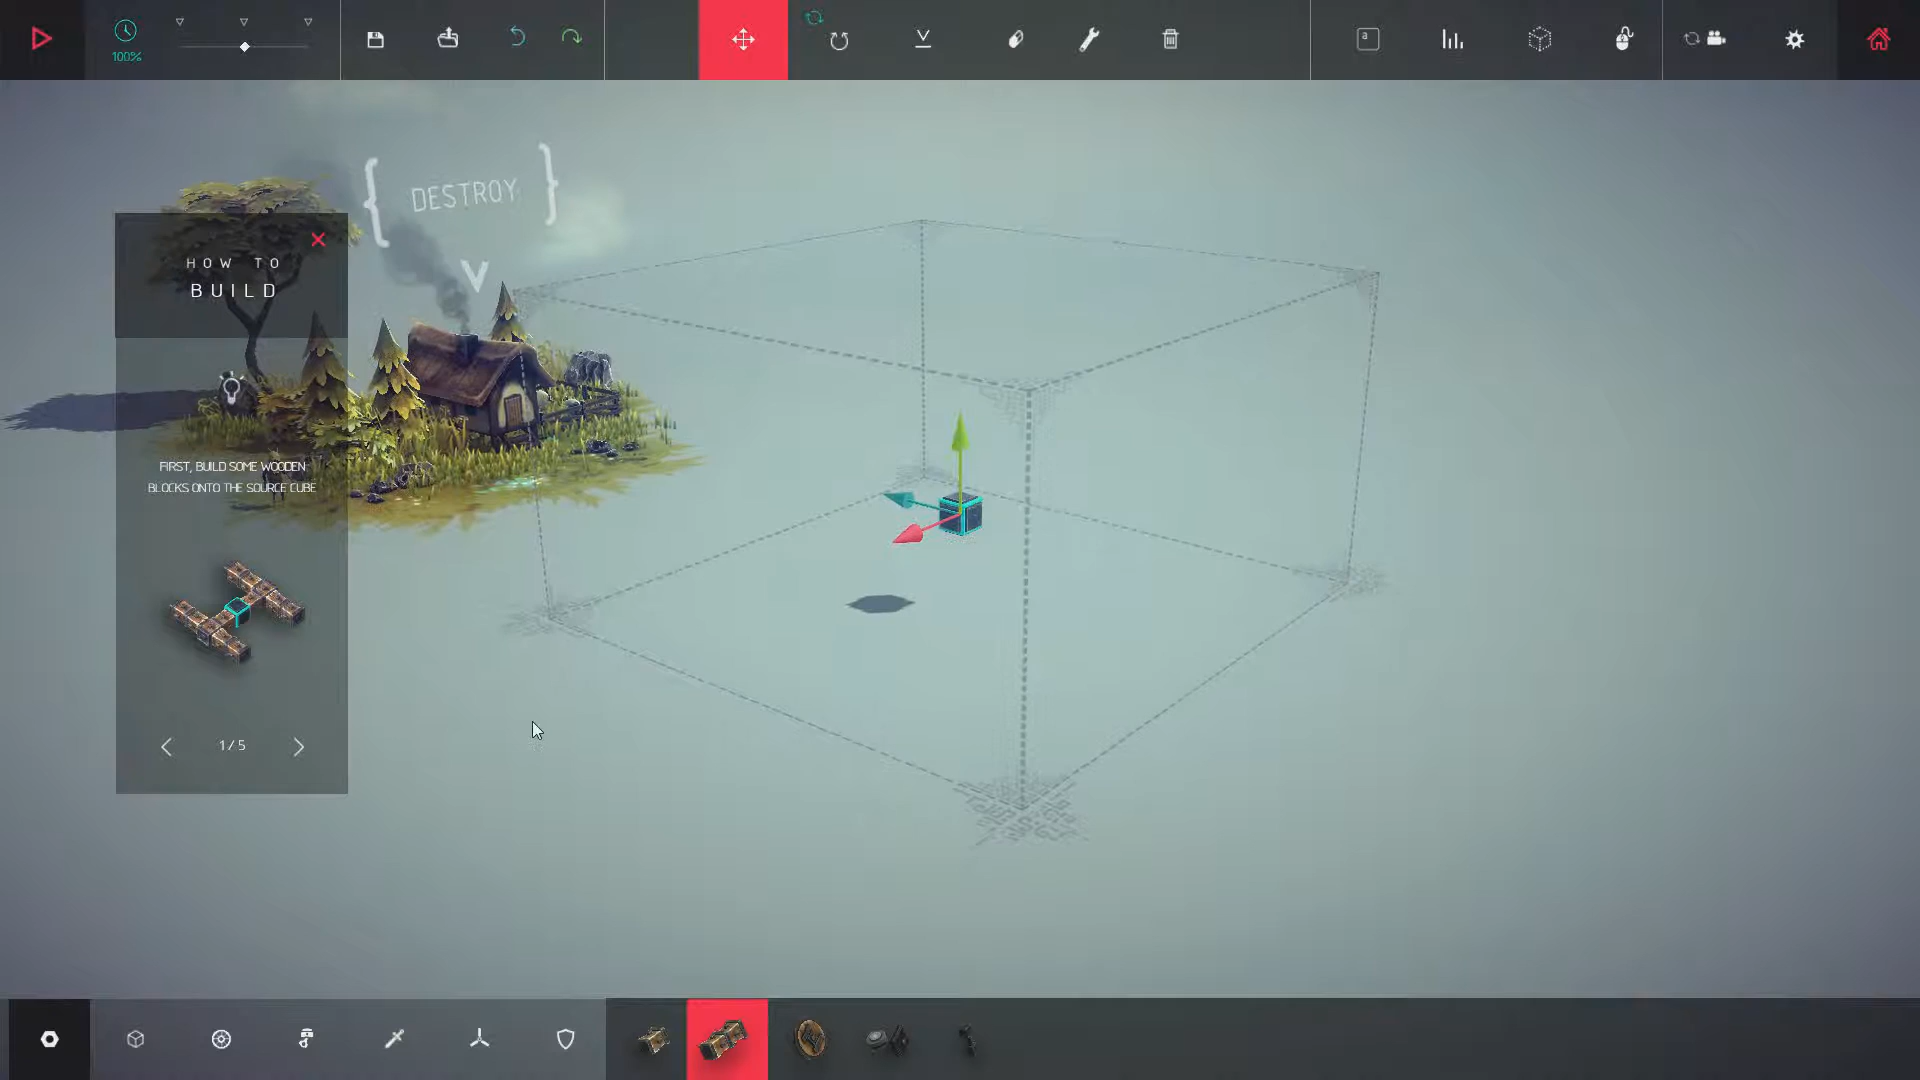 100%
a
DESTROY
HOW TO
BUILD
FIRST, BUILD SOME WOODEN
BLOCKS ONTO THE SOURCE CUBE
1/5